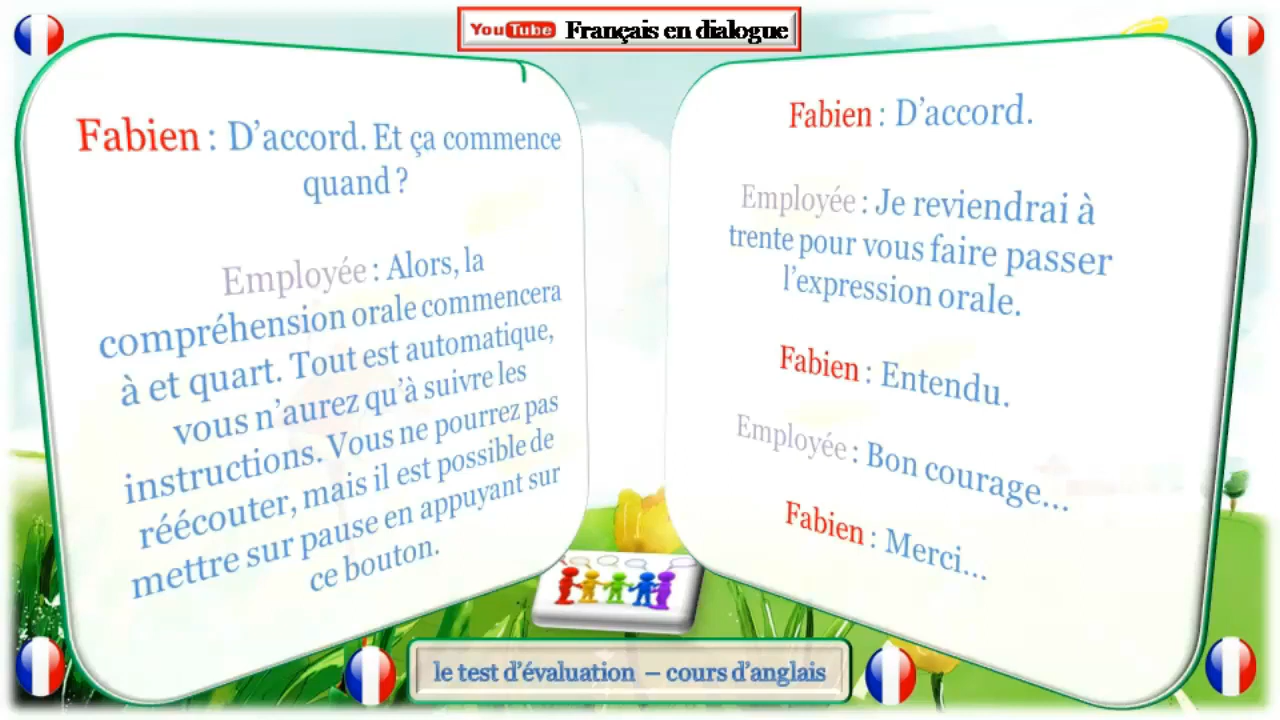 YouTube Français en dialogue
Fabien : D’accord. Et ça commence
quand ?
Employée : Alors, la
compréhension orale commencera
à et quart. Tout est automatique,
vous n’aurez qu’à suivre les
instructions. Vous ne pourrez pas
réécouter, mais il est possible de
mettre sur pause en appuyant sur
ce bouton.
Fabien : D’accord.
Employée : Je reviendrai à
trente pour vous faire passer
l’expression orale.
Fabien : Entendu.
Employée : Bon courage...
Fabien : Merci...
le test d’évaluation – cours d’anglais